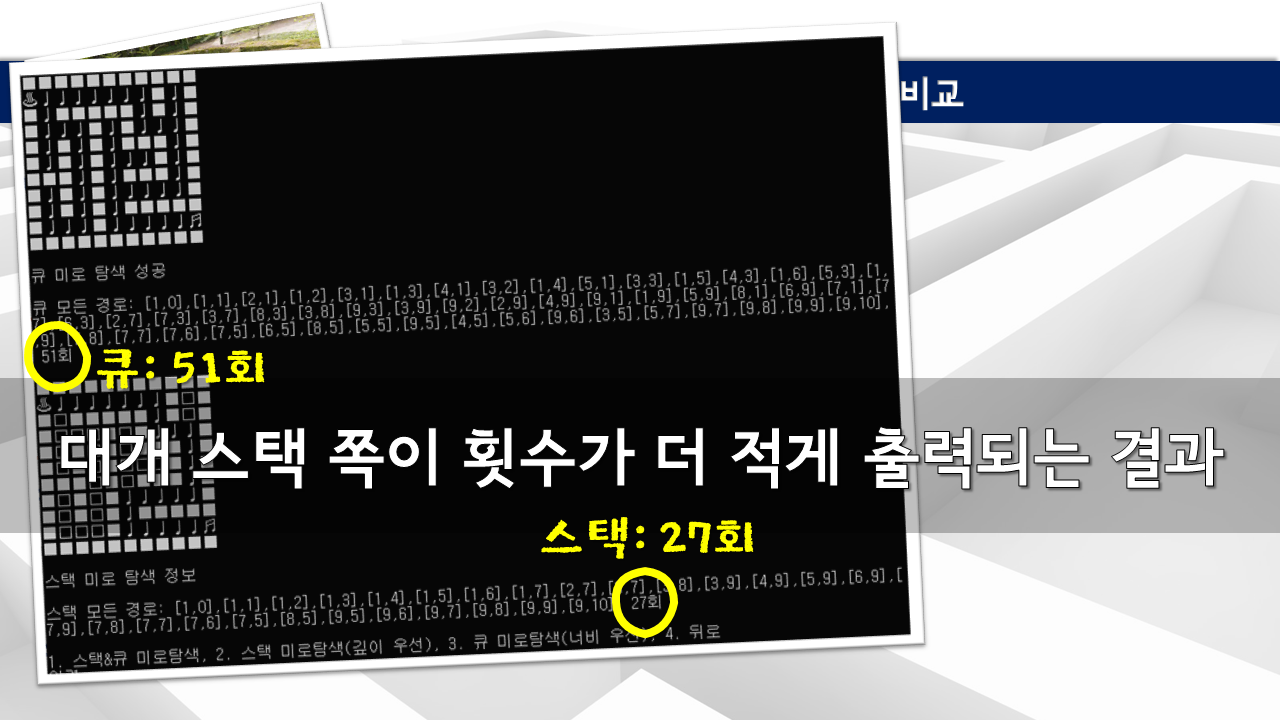 비교
큐 미로 탐색 성공
큐 모든 경로: [1,0],[1,1],[2,1],[1,2],[3,1],[1,3],[4,1],[3,2],[1,4],[5,1],[3,3],[1,5],[4,3],[1,6],[5,3],[1,
[6,3],[2,7],[7,3],[3,7],[8,3],[3,8],[9,3],[3,9],[9,2],[2,9],[4,9],[9,1],[1,9],[5,9],[8,1],[6,9],[7,1],[7
,9],[7,8],[7,7],[7,6],[7,5],[6,5],[8,5],[5,5],[9,5],[4,5],[5,6],[9,6],[3,5],[5,7],[9,7],[9,8],[9,9],[9,10],
51회
큐: 51회
대개 스택 쪽이 횟수가 더 적게 출력되는 결과
스택: 27회
스택 미로 탐색 정보
스택 모든 경로: [1,0],[1,1],[1,2],[1,3],[1,4],[1,5],[1,6],[1,7],[2,7],[3,7],[3,8],[3,9],[4,9],[5,9],[6,9],[
7,9],[7,8],[7,7],[7,6],[7,5],[8,5],[9,5],[9,6],[9,7],[9,8],[9,9],[9,10] 27회
1. 스택&큐 미로탐색, 2. 스택 미로탐색(깊이 우선), 3. 큐 미로탐색(너비 우선), 4. 뒤로